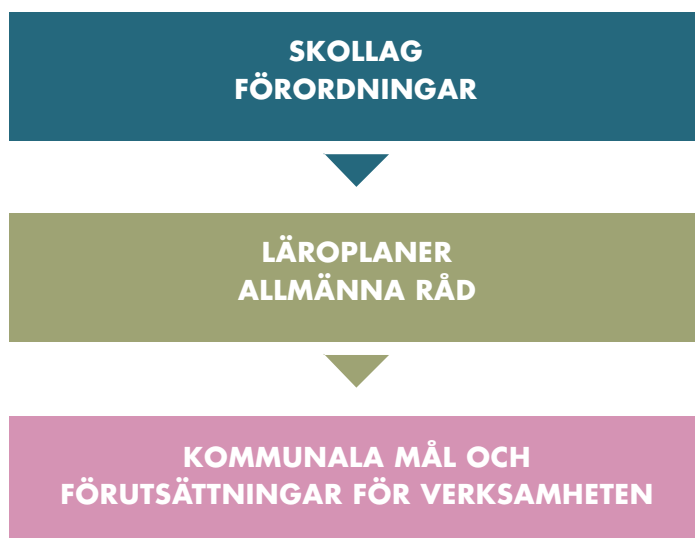 SKOLLAG
FÖRORDNINGAR
LÄROPLANER
ALLMÄNNA RÅD
KOMMUNALA MÅL OCH
FÖRUTSÄTTNINGAR FÖR VERKSAMHETEN